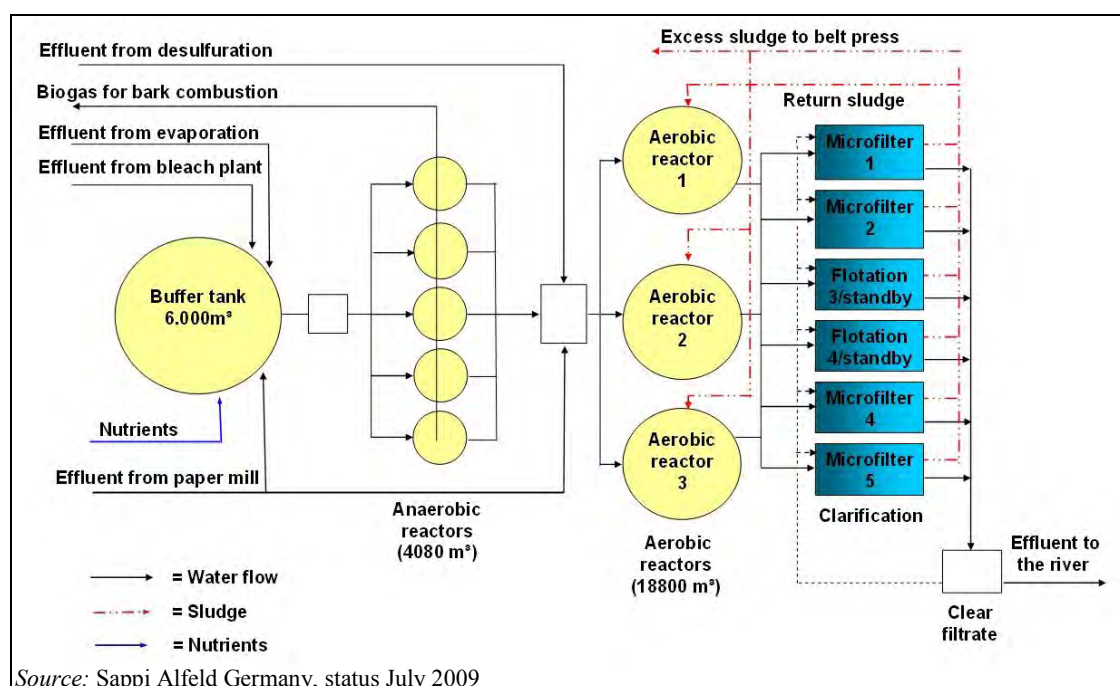 Effluent from desulfuration
Biogas for bark combustion
Effluent from evaporation
Effluent from bleach plant
Buffer tank
6.000m³
Nutrients
Effluent from paper mill
Anaerobic
reactors
(4080 m³)
Excess sludge to belt press
Return sludge
Aerobic
reactor
1
Aerobic
reactor
2
Aerobic
reactor
3
Aerobic
reactors
(18800 m³)
Microfilter
1
Microfilter
2
Flotation
3/standby
Flotation
4/standby
Microfilter
4
Microfilter
5
Clarification
Effluent to
the river
Clear
filtrate
= Water flow
= Sludge
= Nutrients
Source: Sappi Alfeld Germany, status July 2009